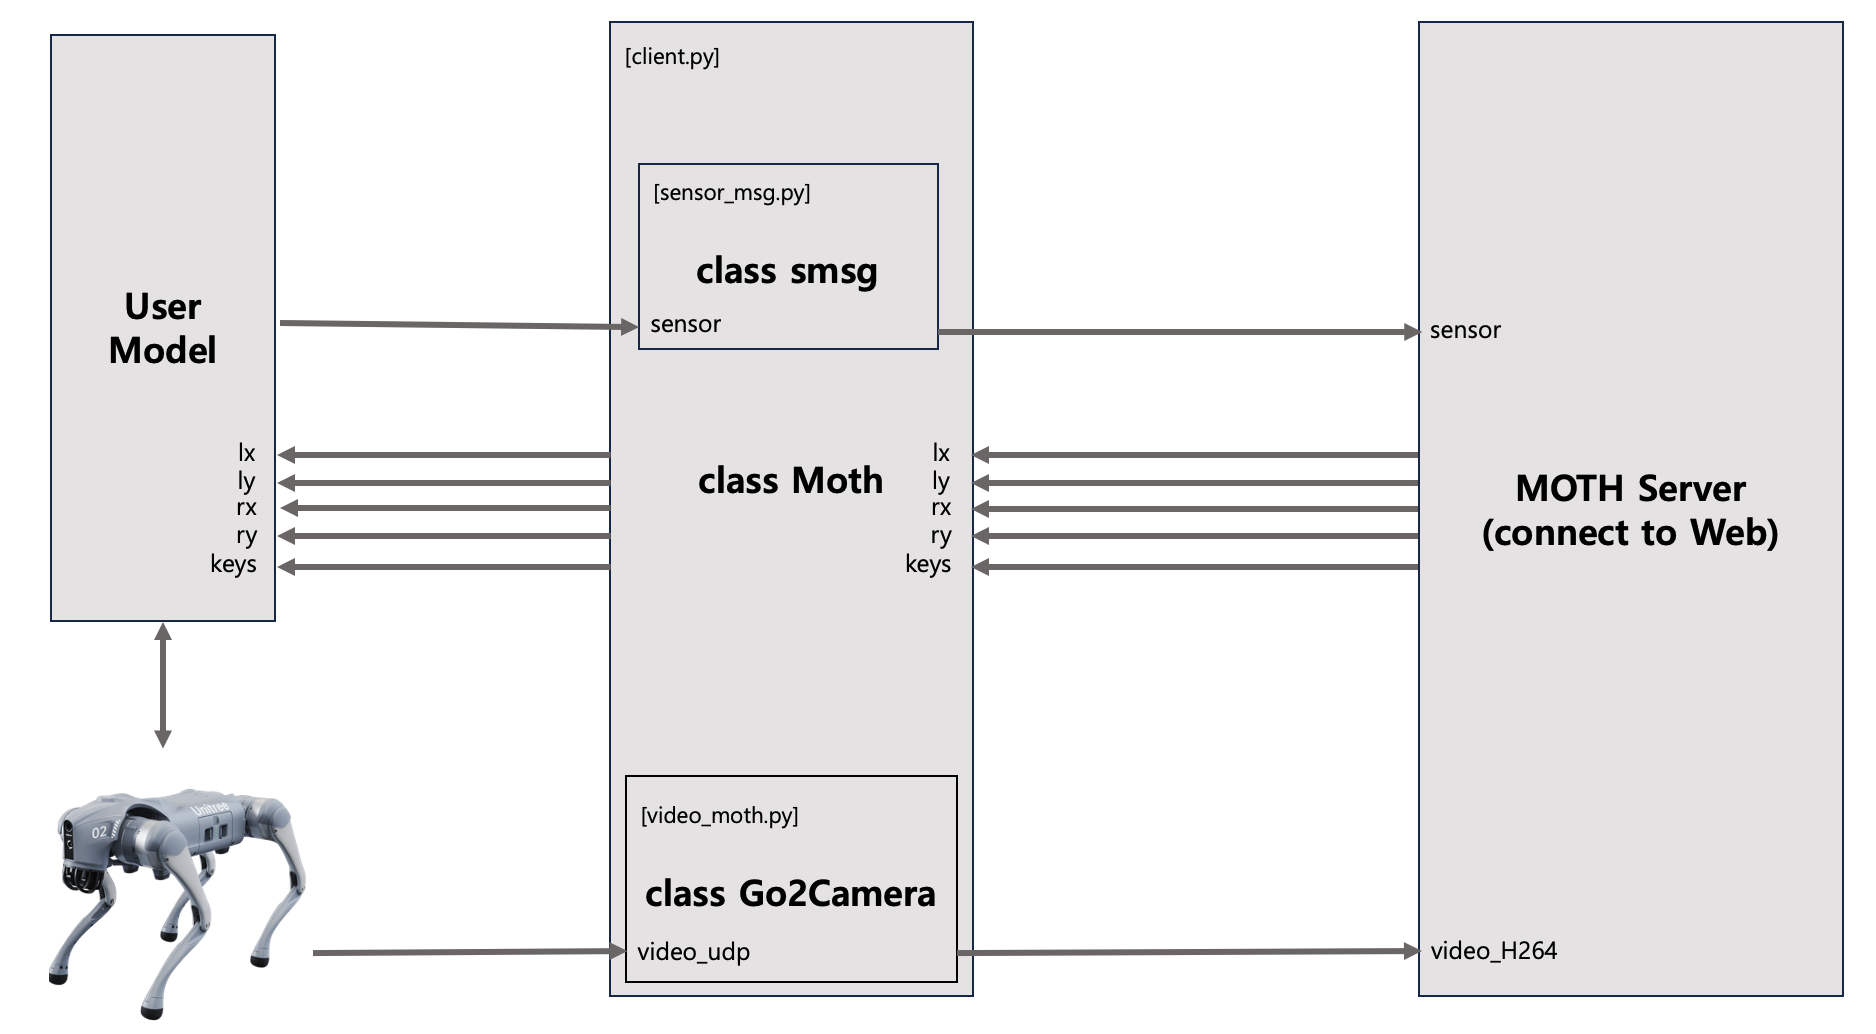 User
Model
lx
ly
rx
ry
keys
[client.py]
[sensor_msg.py]
class smsg
sensor
class Moth
lx
ly
rx
ry
keys
[video_moth.py]
class Go2Camera
video_udp
sensor
MOTH Server
(connect to Web)
video_H264
Unitree
02